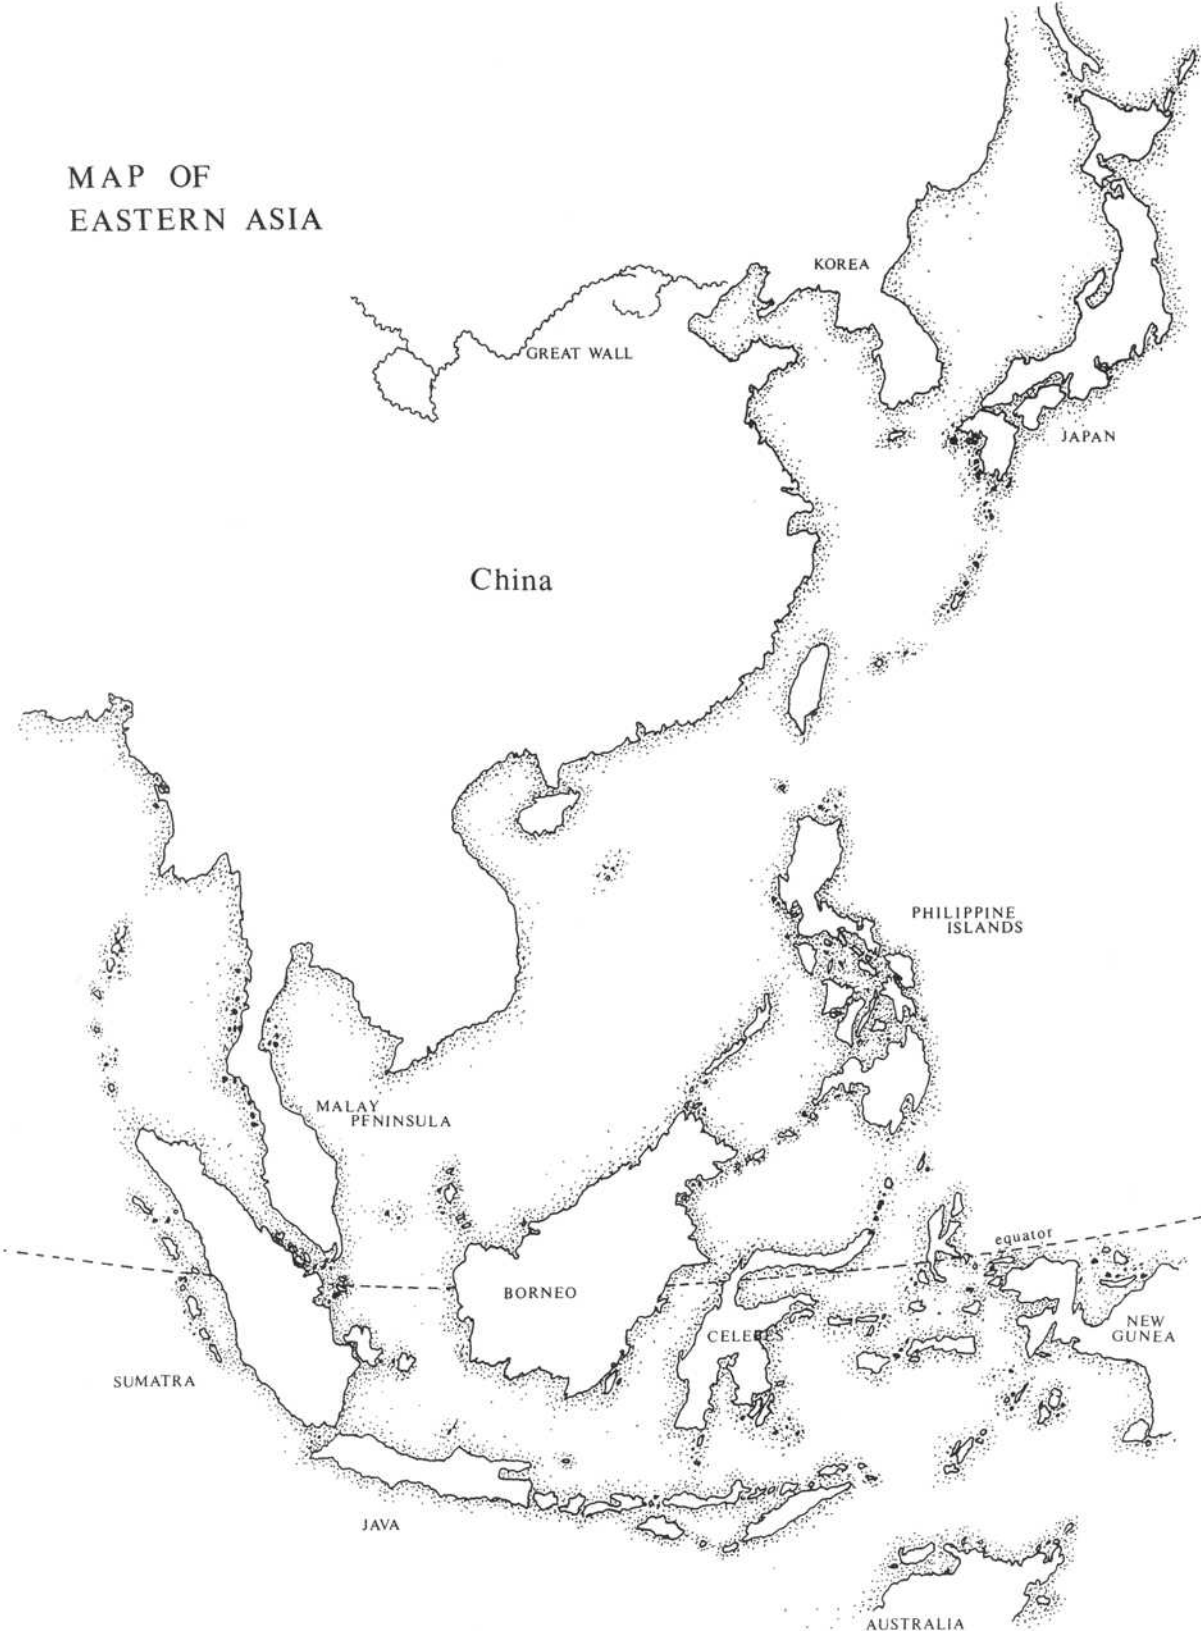 MAP OF
EASTERN ASIA
KOREA
GREAT WALL
JAPAN
China
PHILIPPINE
ISLANDS
MALAY
PENINSULA
equator
BORNEO
NEW
GUNEA
CELEBES
SUMATRA
JAVA
AUSTRALIA